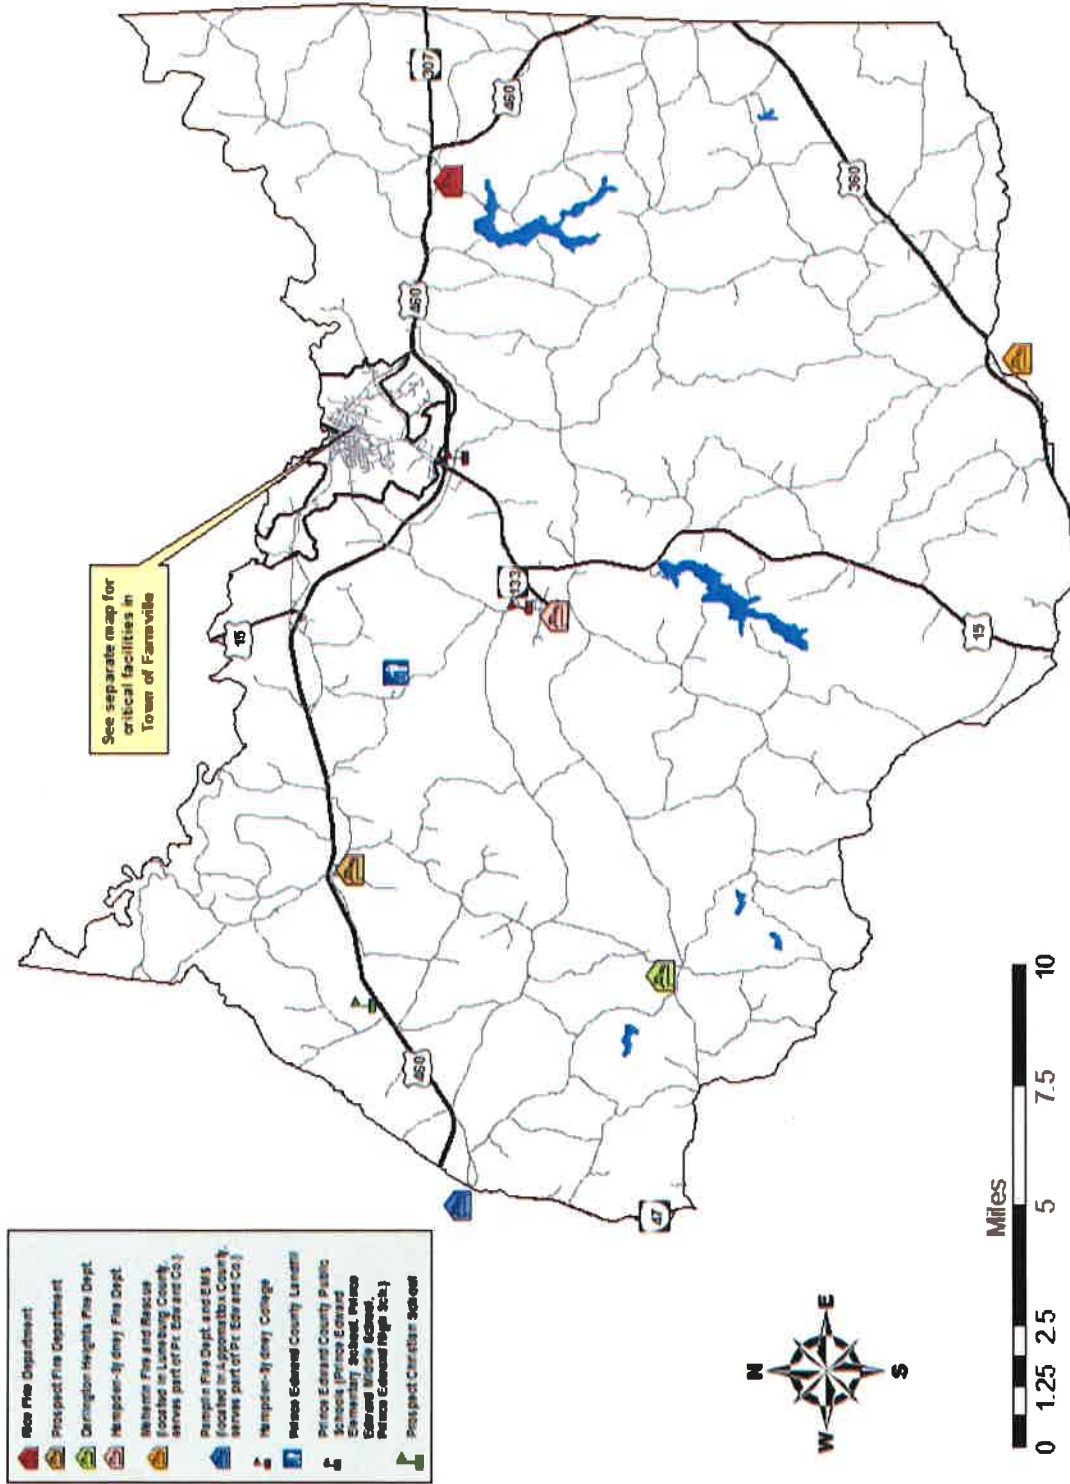 See separate map for
critical facilities in
Town of Farmville
307
460
460
360
15
133
15
460
47
Rice Fire Department
Prospect Fire Department
Darlington Heights Fire Dept.
Hampden-Sydney Fire Dept.
Meherrin Fire and Rescue
(located in Lunenburg County,
serves part of Pr. Edward Co.)
Pamplin Fire Dept. and EMS
(located in Appomattox County,
serves part of Pr. Edward Co.)
Hampden-Sydney College
Prince Edward County Landfill
Prince Edward County Public
Schools (Prince Edward
Elementary School, Prince
Edward Middle School,
Prince Edward High Sch.)
Prospect Christian School
N
W
E
S
Miles
0 1.25 2.5 5 7.5 10